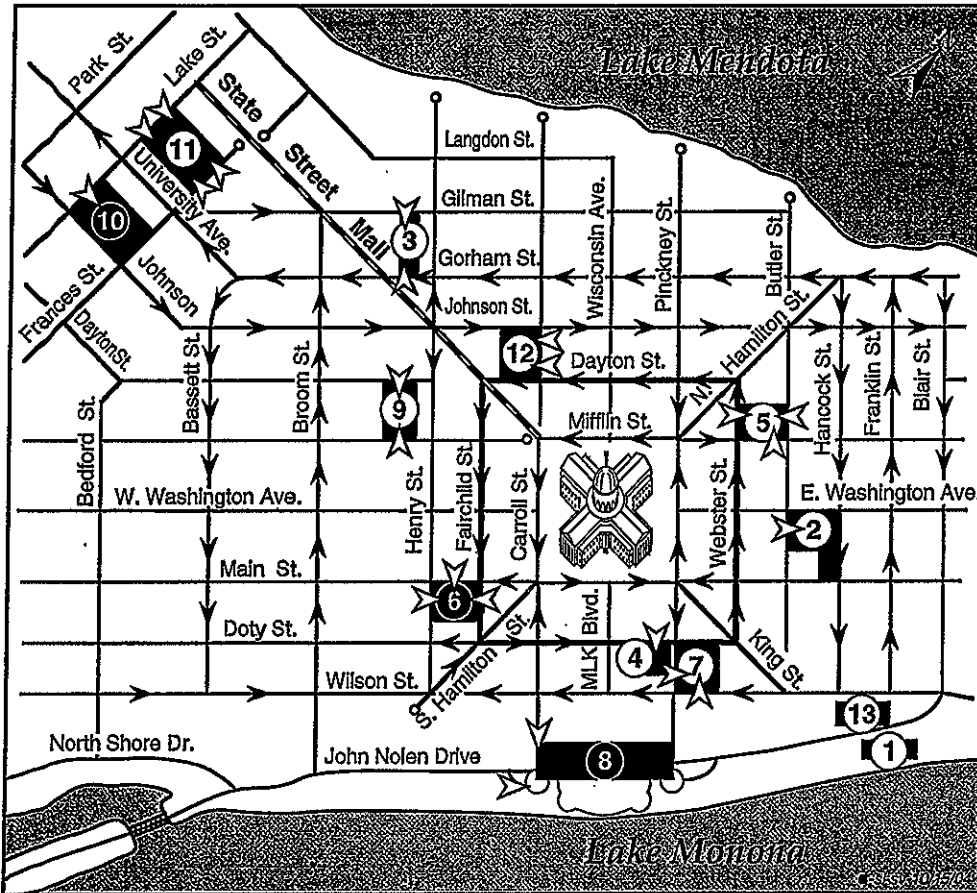 Lake Mendota
Park St.
Lake St.
State
Street
Mall
Langdon St.
11
University
Ave.
Gilman St.
10
3
Wisconsin Ave.
Pinckney St.
Butler St.
Gorham St.
Johnson
Johnson St.
Frances St.
N. Hamilton St.
Dayton St.
12
Dayton St.
Bassett St.
Broom St.
Hancock St.
Franklin St.
Blair St.
9
5
Mifflin St.
Bedford St.
Henry St.
Fairchild St.
Carroll St.
Webster St.
W. Washington Ave.
E. Washington Ave.
2
Main St.
6
MLK Blvd.
Doty St.
S. Hamilton St.
4
7
King St.
Wilson St.
13
North Shore Dr.
John Nolen Drive
8
1
Lake Monona